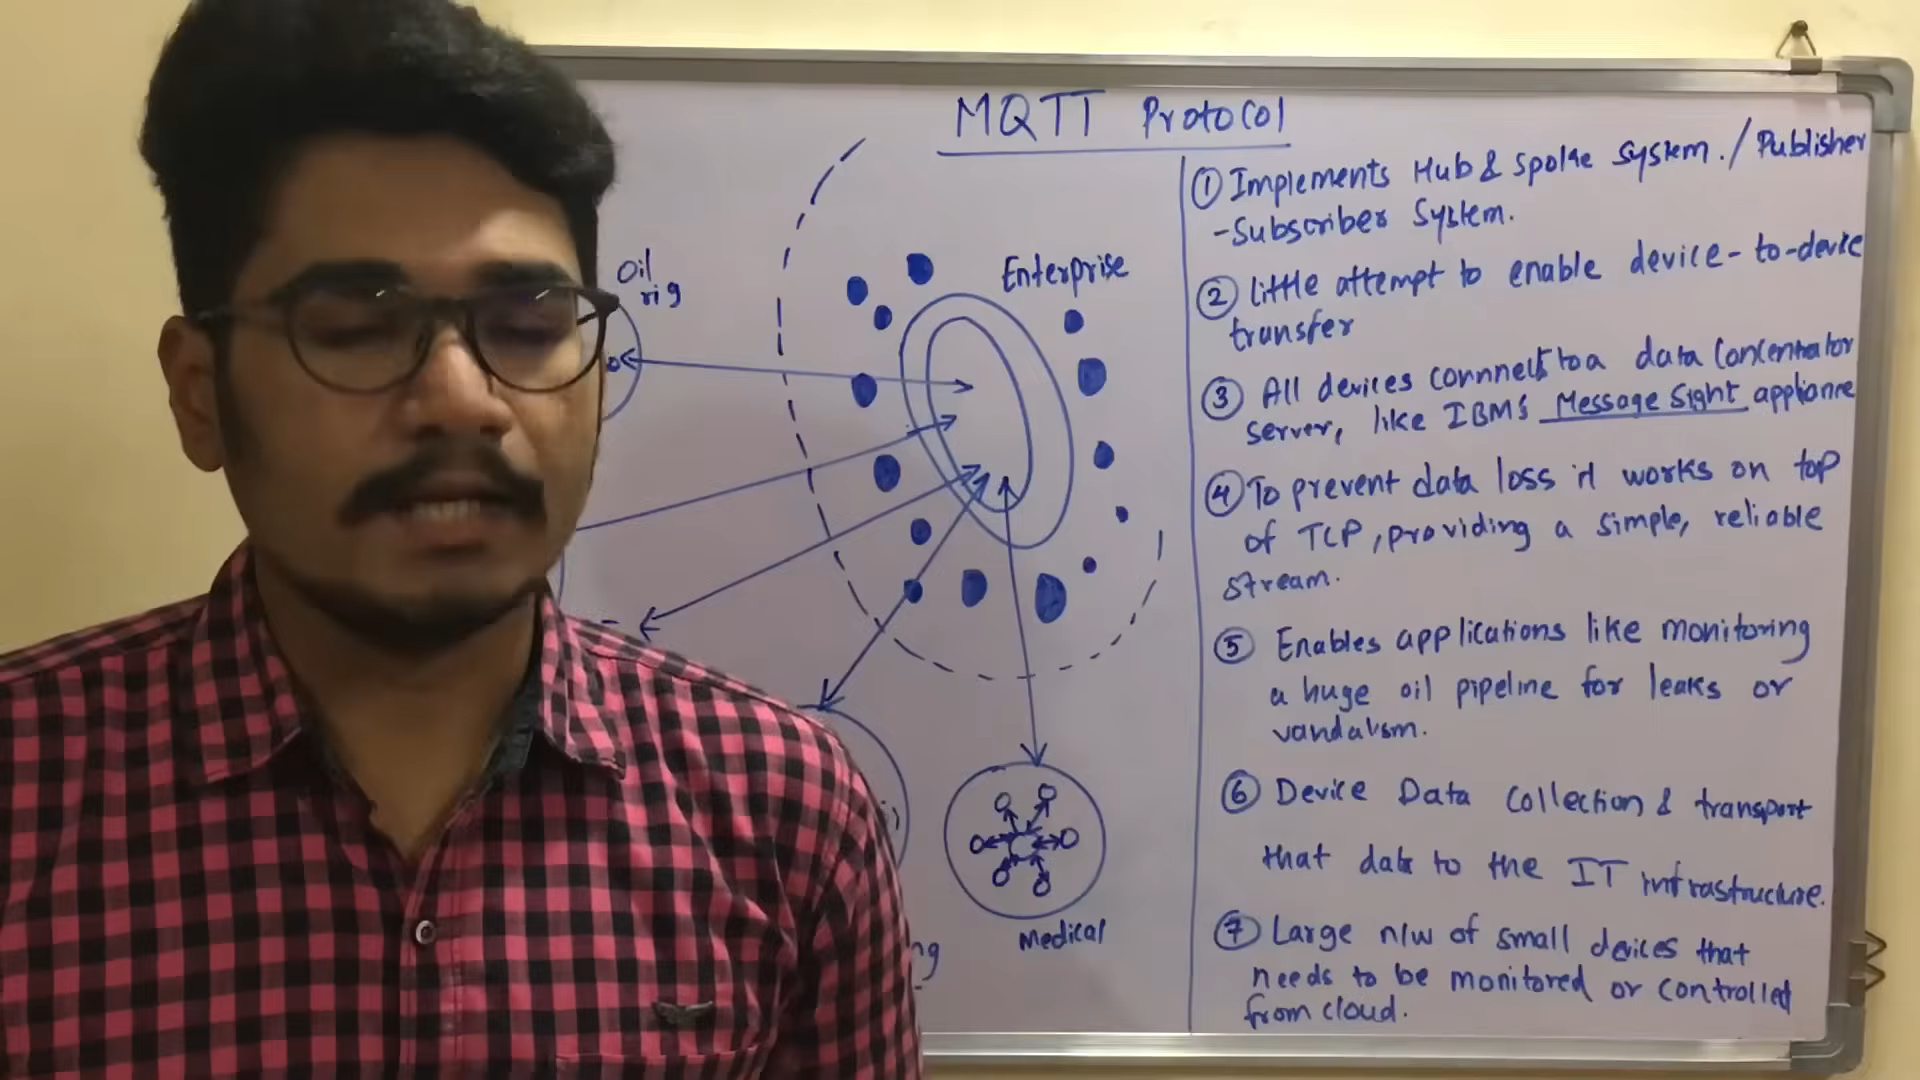 MQTT Protocol
Oil
rig
Enterprise
Medical
ng
① Implements Hub & spoke system. / Publisher
-Subscriber System.
② little attempt to enable device-to-device
transfer
③ All devices connnects to a data Concentrator
server, like IBM's Message Sight appliance
④ To prevent data loss it works on top
of TCP, providing a simple, reliable
stream.
⑤ Enables applications like monitoring
a huge oil pipeline for leaks or
vandalism.
⑥ Device Data Collection & transport
that data to the IT infrastructure.
⑦ Large n/w of small devices that
needs to be monitored or controlled
from cloud.